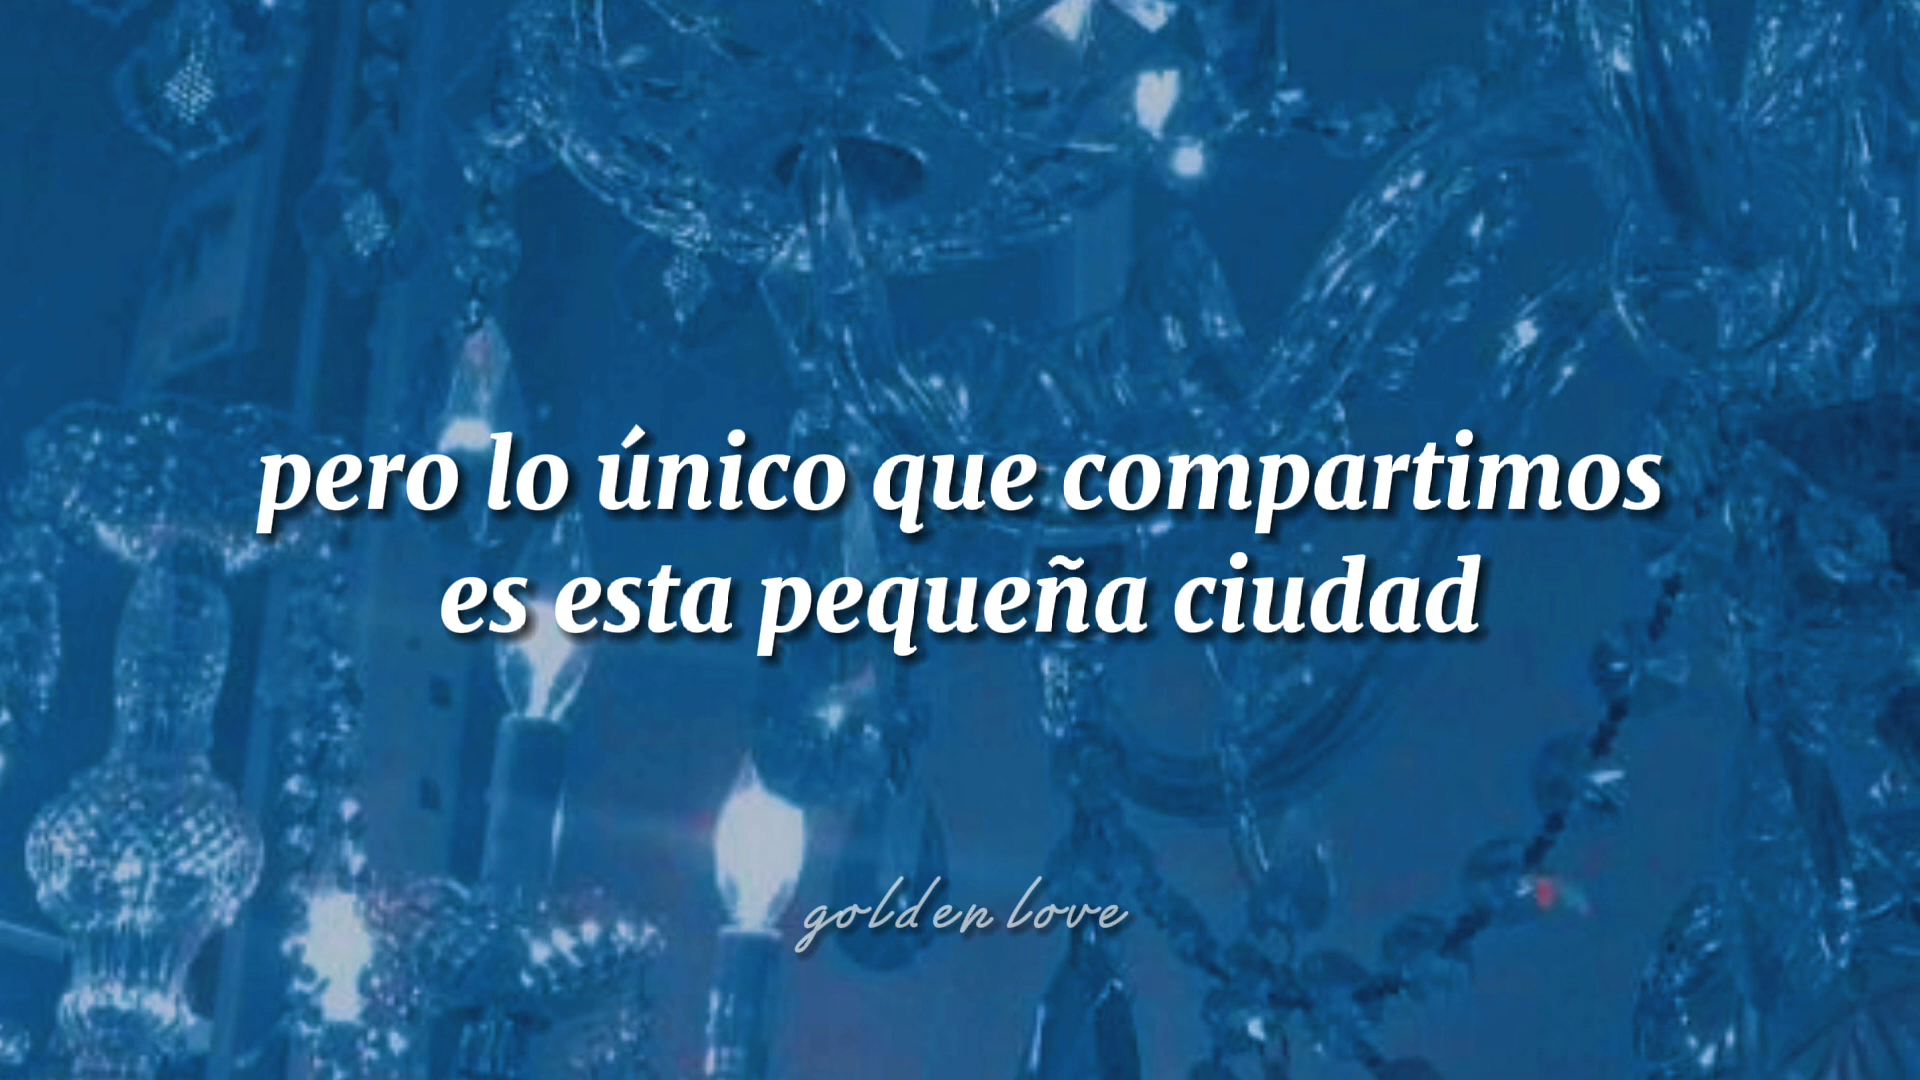 pero lo único que compartimos
es esta pequeña ciudad
golden love